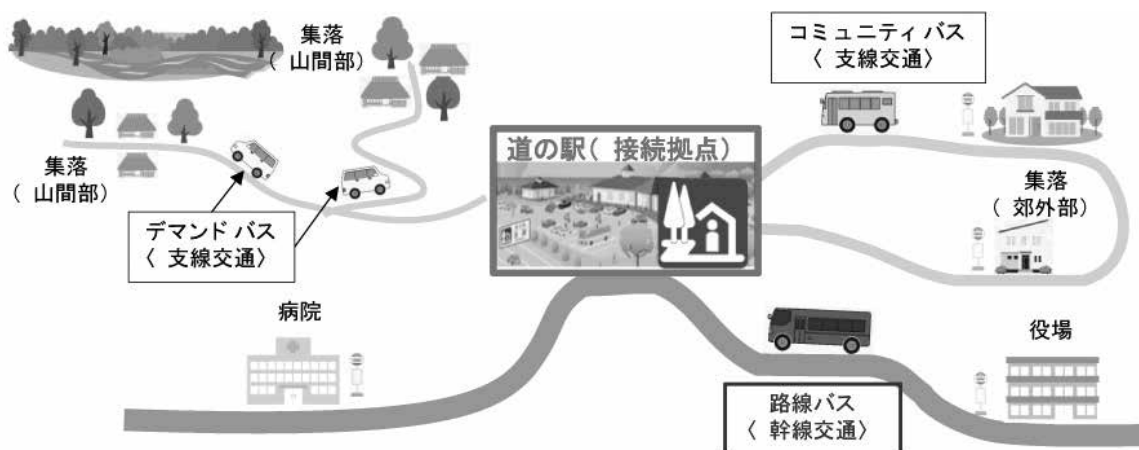 集落
( 山間部)
コミュニティ バス
〈 支線交通〉
道の駅( 接続拠点)
集落
( 山間部)
集落
( 郊外部)
デマンド バス
〈 支線交通〉
病院
役場
路線バス
〈 幹線交通〉